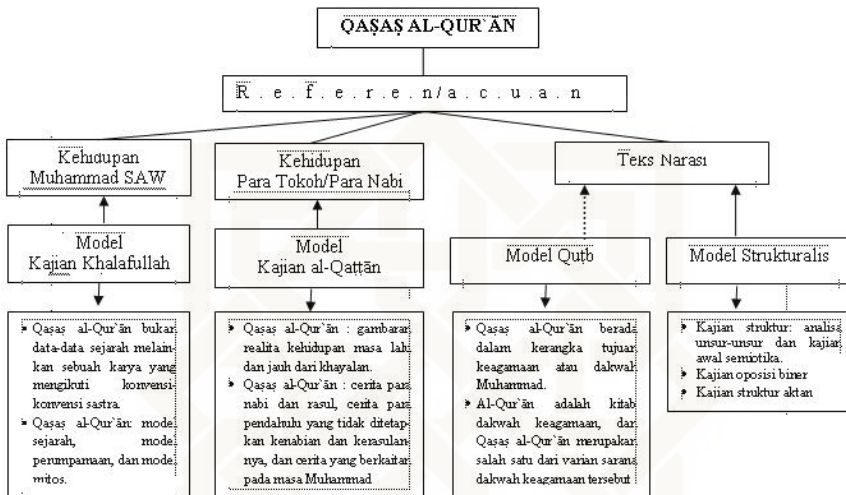 QAṢAṢ AL-QUR`ĀN
R . e . f . e . r . e . n / a . c . u . a . n
Kehidupan
Muhammad SAW
Kehidupan
Para Tokoh/Para Nabi
Teks Narasi
Model
Kajian Khalafullah
Model
Kajian al-Qaṭṭān
Model Quṭb
Model Strukturalis
Qaṣaṣ al-Qur`ān bukan
data-data sejarah melain-
kan sebuah karya yang
mengikuti konvensi-
konvensi sastra.
Qaṣaṣ al-Qur`ān: model
sejarah, model
perumpamaan, dan model
mitos.
Qaṣaṣ al-Qur`ān : gambaran
realita kehidupan masa lalu
dan jauh dari khayalan.
Qaṣaṣ al-Qur`ān : cerita para
nabi dan rasul, cerita para
pendahulu yang tidak ditetap-
kan kenabian dan kerasulan-
nya, dan cerita yang berkaitan
pada masa Muhammad
Qaṣaṣ al-Qur`ān berada
dalam kerangka tujuan
keagamaan atau dakwah
Muhammad.
Al-Qur`ān adalah kitab
dakwah keagamaan, dan
Qaṣaṣ al-Qur`ān merupakan
salah satu dari varian sarana
dakwah keagamaan tersebut
Kajian struktur: analisa
unsur-unsur dan kajian
awal semiotika.
Kajian oposisi biner
Kajian struktur aktan